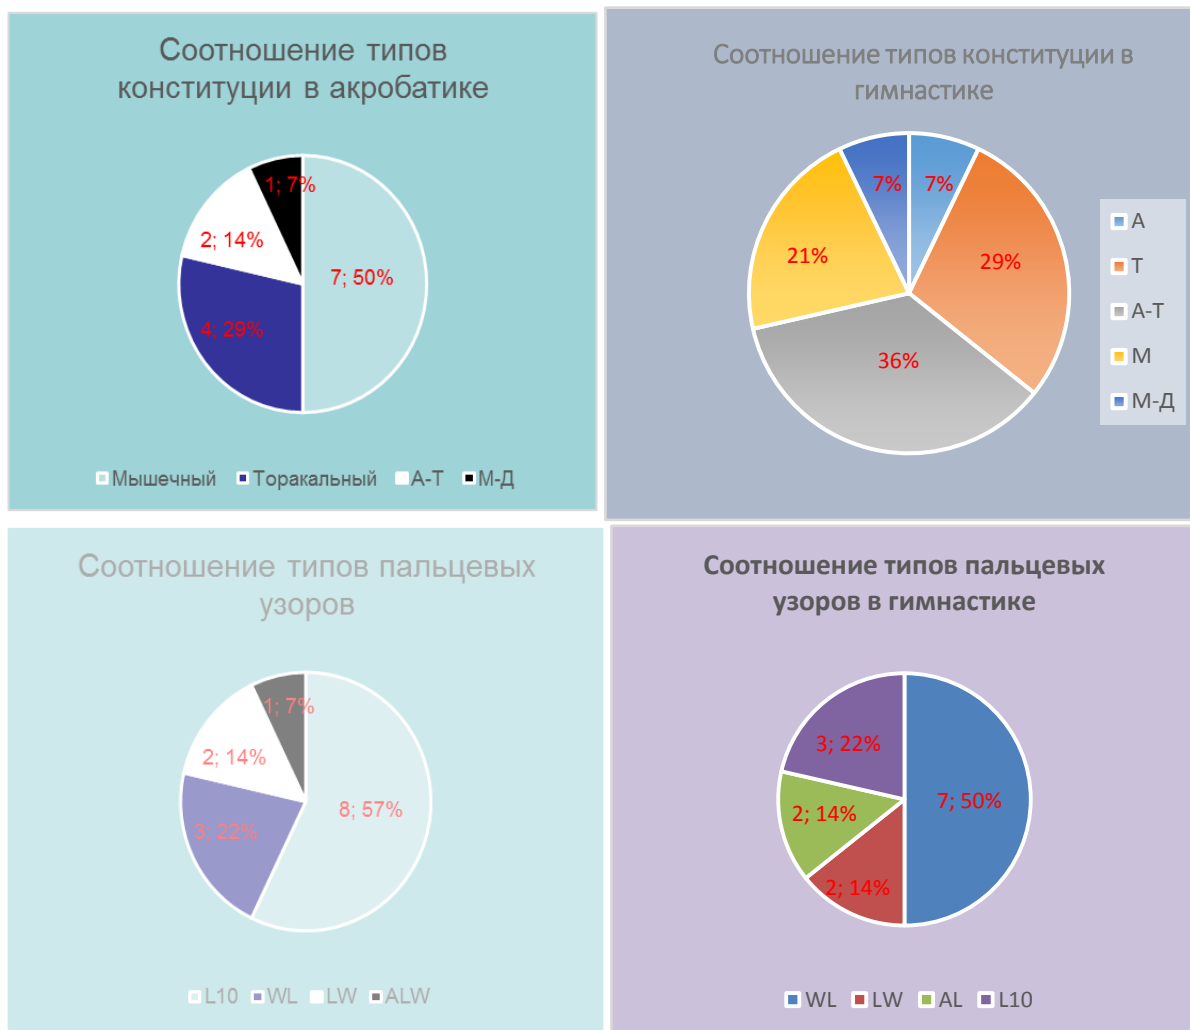 Соотношение типов
конституции в акробатике
1; 7%
2; 14%
7; 50%
4; 29%
Мышечный Торакальный А-Т М-Д
Соотношение типов конституции в
гимнастике
7% 7%
21% 29%
36%
А
Т
А-Т
М
М-Д
Соотношение типов пальцевых
узоров
1; 7%
2; 14%
8; 57%
3; 22%
L10 WL LW ALW
Соотношение типов пальцевых
узоров в гимнастике
3; 22%
7; 50%
2; 14%
2; 14%
WL LW AL L10